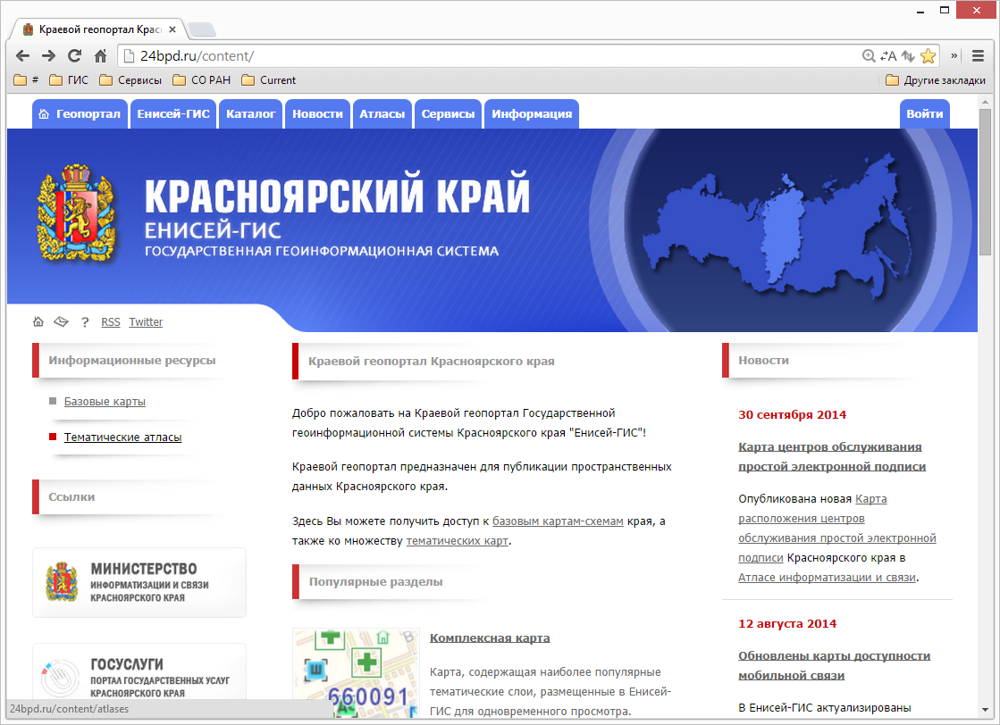 Краевой геопортал Крас
24bpd.ru/content/
# ГИС Сервисы СО РАН Current Другие закладки
Геопортал Енисей-ГИС Каталог Новости Атласы Сервисы Информация Войти
КРАСНОЯРСКИЙ КРАЙ
ЕНИСЕЙ-ГИС
ГОСУДАРСТВЕННАЯ ГЕОИНФОРМАЦИОННАЯ СИСТЕМА
? RSS Twitter
Информационные ресурсы
Базовые карты
Тематические атласы
Ссылки
МИНИСТЕРСТВО
ИНФОРМАТИЗАЦИИ И СВЯЗИ
КРАСНОЯРСКОГО КРАЯ
ГОСУСЛУГИ
ПОРТАЛ ГОСУДАРСТВЕННЫХ УСЛУГ
КРАСНОЯРСКОГО КРАЯ
Краевой геопортал Красноярского края
Добро пожаловать на Краевой геопортал Государственной
геоинформационной системы Красноярского края "Енисей-ГИС"!
Краевой геопортал предназначен для публикации пространственных
данных Красноярского края.
Здесь Вы можете получить доступ к базовым картам-схемам края, а
также ко множеству тематических карт.
Популярные разделы
Ш
660091
Комплексная карта
Карта, содержащая наиболее популярные
тематические слои, размещенные в Енисей-
ГИС для одновременного просмотра.
Новости
30 сентября 2014
Карта центров обслуживания
простой электронной подписи
Опубликована новая Карта
расположения центров
обслуживания простой электронной
подписи Красноярского края в
Атласе информатизации и связи.
12 августа 2014
Обновлены карты доступности
мобильной связи
В Енисей-ГИС актуализированы
24bpd.ru/content/atlases